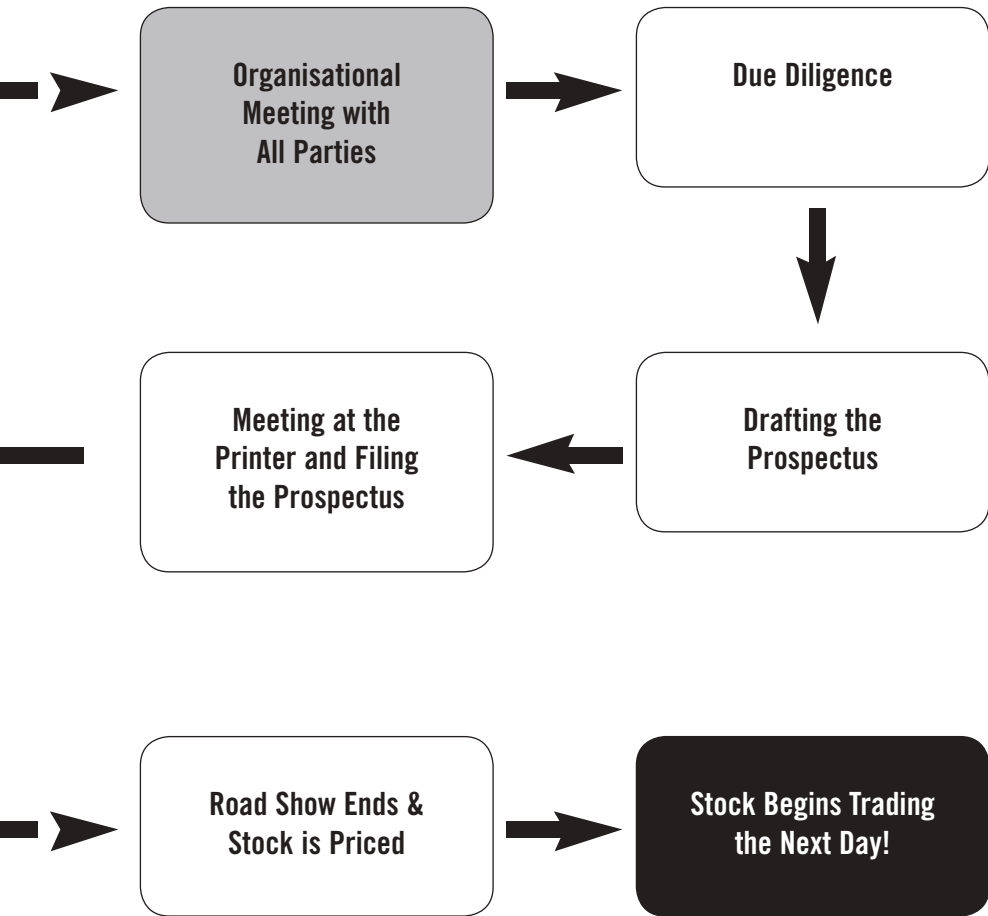 Organisational
Meeting with
All Parties
Due Diligence
Meeting at the
Printer and Filing
the Prospectus
Drafting the
Prospectus
Road Show Ends &
Stock is Priced
Stock Begins Trading
the Next Day!